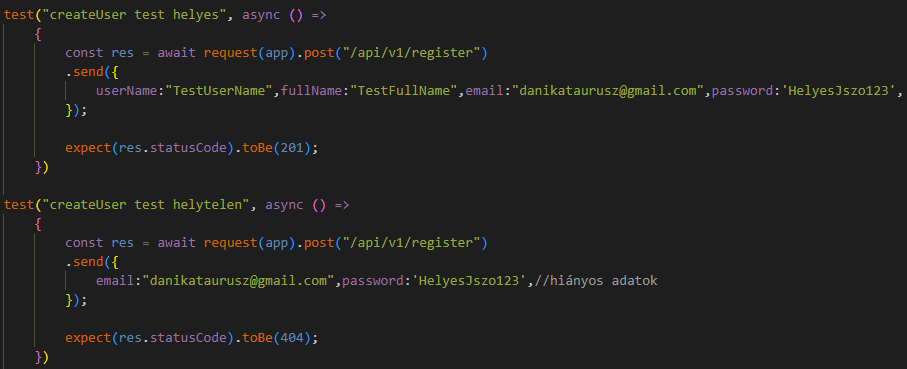 test("createUser test helyes", async () =>
{
const res = await request(app).post("/api/v1/register")
.send({
userName:"TestUserName",fullName:"TestFullName",email:"danikataurusz@gmail.com",password:'HelyesJszo123',
});
expect(res.statusCode).toBe(201);
})
test("createUser test helytelen", async () =>
{
const res = await request(app).post("/api/v1/register")
.send({
email:"danikataurusz@gmail.com",password:'HelyesJszo123',//hiányos adatok
});
expect(res.statusCode).toBe(404);
})